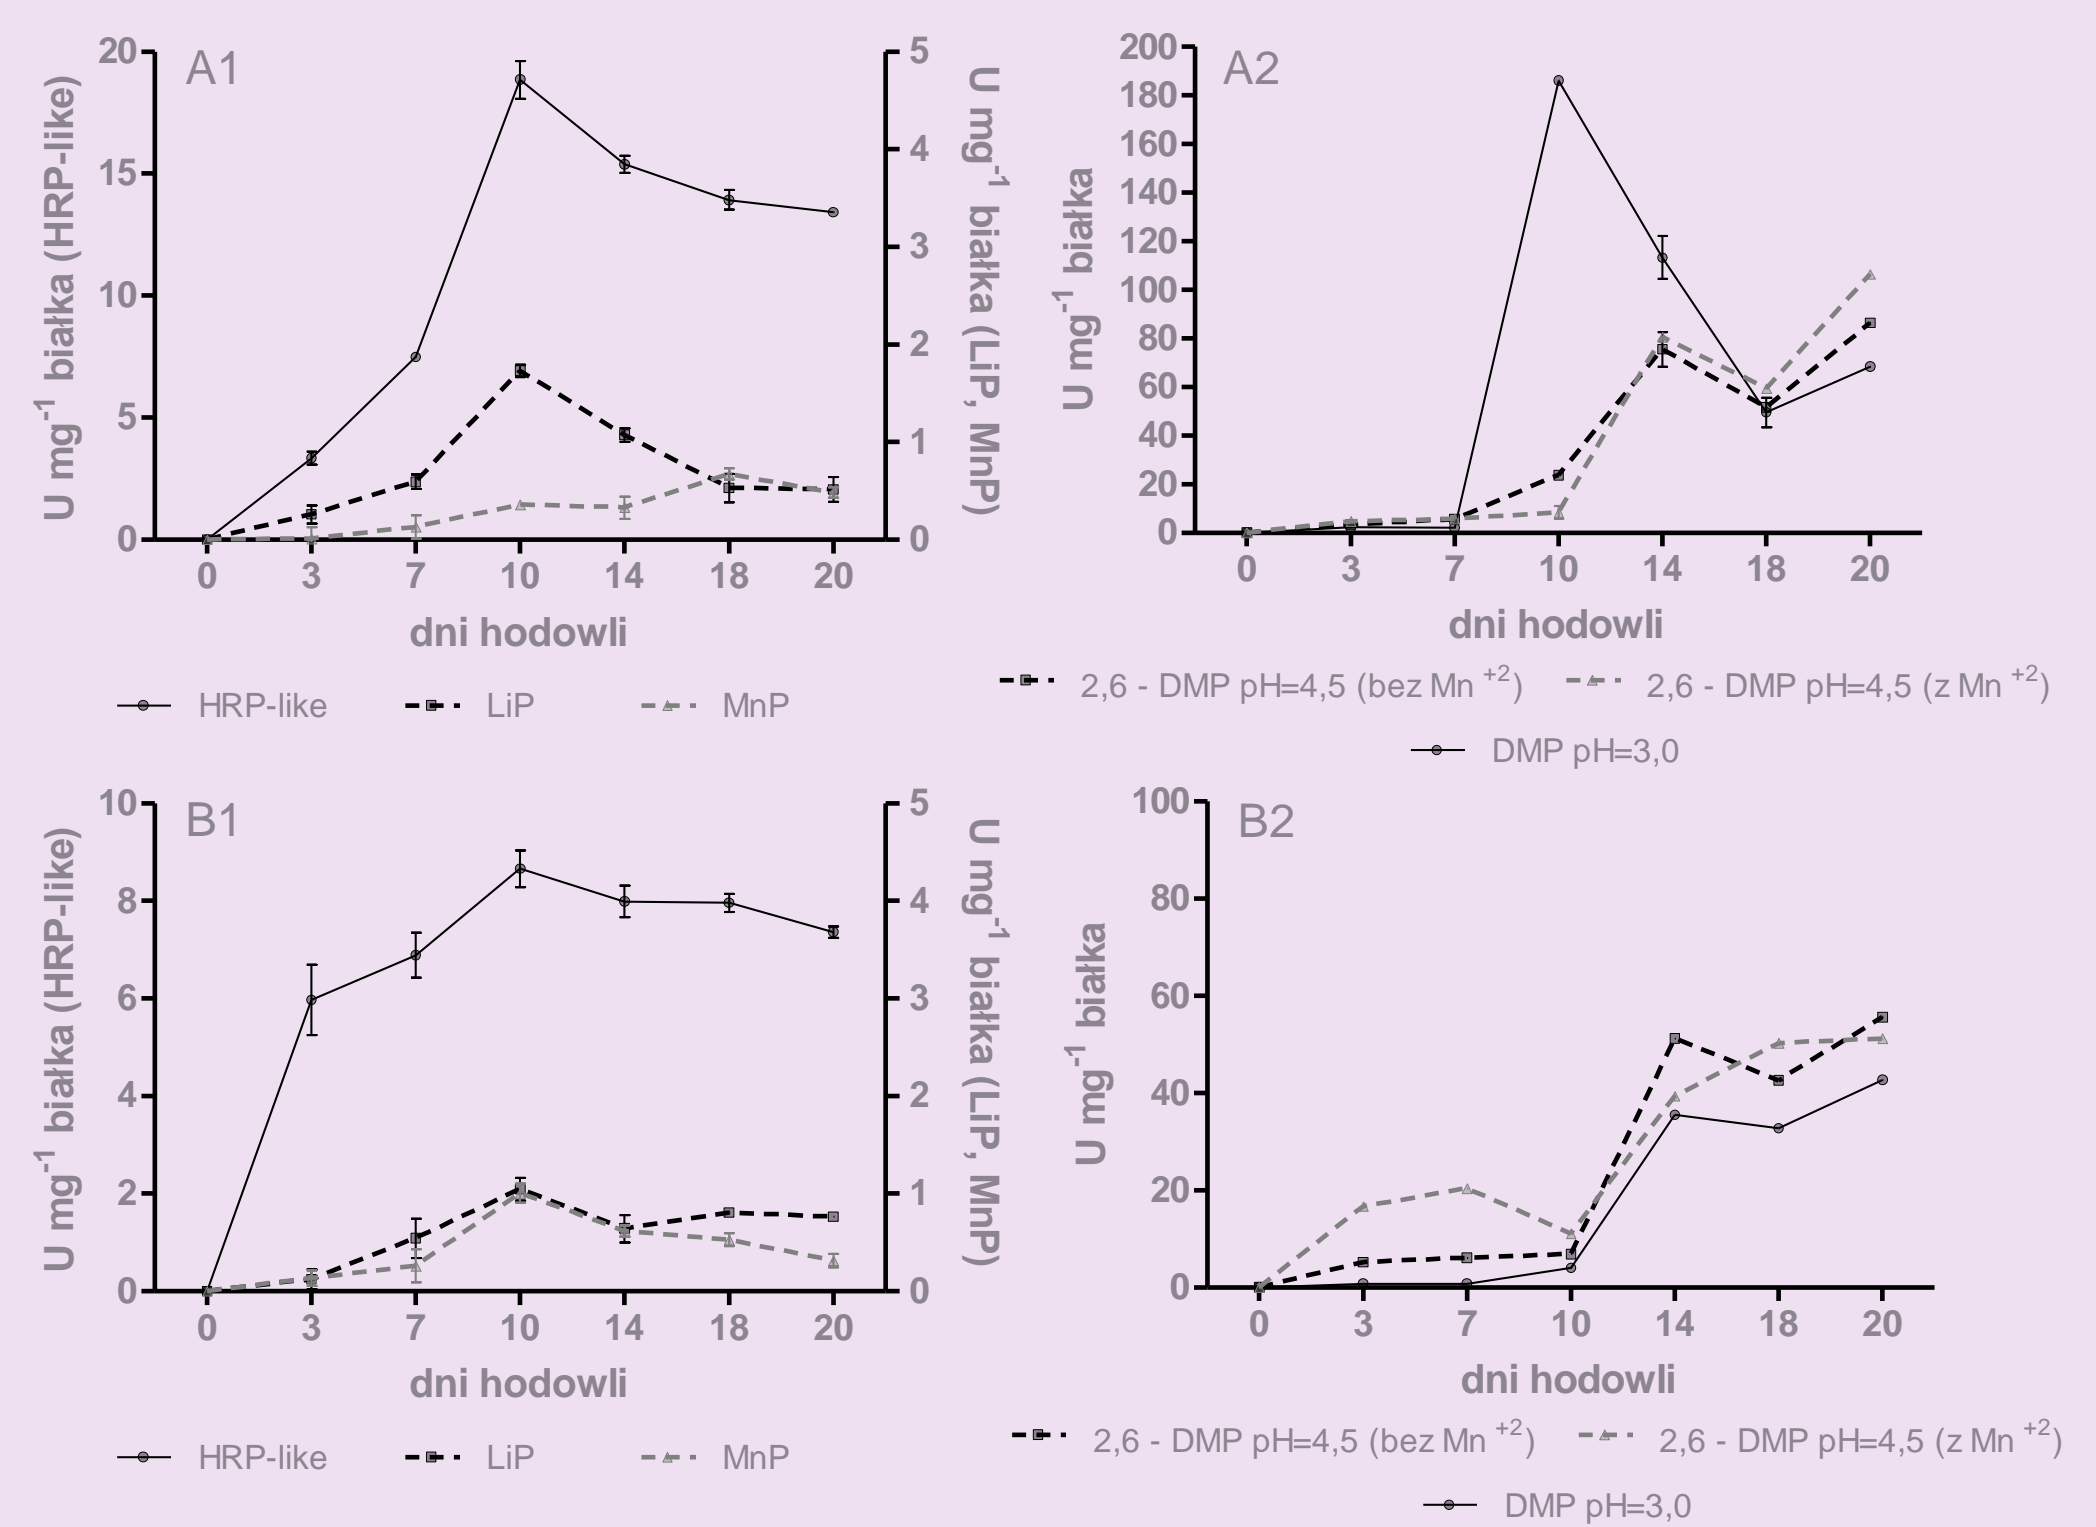 A1
U mg-1 białka (HRP-like)
20
15
10
5
0
U mg-1 białka (LiP, MnP)
5
4
3
2
1
0
0 3 7 10 14 18 20
dni hodowli
HRP-like LiP MnP
A2
U mg-1 białka
200
180
160
140
120
100
80
60
40
20
0
0 3 7 10 14 18 20
dni hodowli
2,6 - DMP pH=4,5 (bez Mn +2) 2,6 - DMP pH=4,5 (z Mn +2)
DMP pH=3,0
B1
U mg-1 białka (HRP-like)
10
8
6
4
2
0
U mg-1 białka (LiP, MnP)
5
4
3
2
1
0
0 3 7 10 14 18 20
dni hodowli
HRP-like LiP MnP
B2
U mg-1 białka
100
80
60
40
20
0
0 3 7 10 14 18 20
dni hodowli
2,6 - DMP pH=4,5 (bez Mn +2) 2,6 - DMP pH=4,5 (z Mn +2)
DMP pH=3,0